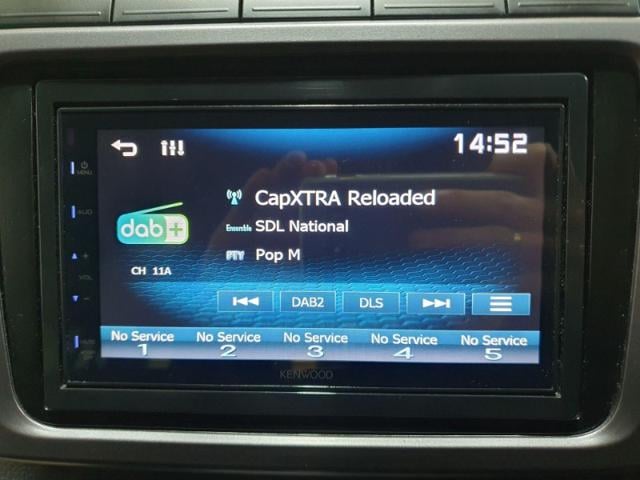 14:52
CapXTRA Reloaded
dab+
Ensemble SDL National
PTY Pop M
CH 11A
DAB2 DLS
No Service No Service No Service No Service No Service
1 2 3 4 5
MENU
AUD
+
VOL
-
KENWOOD